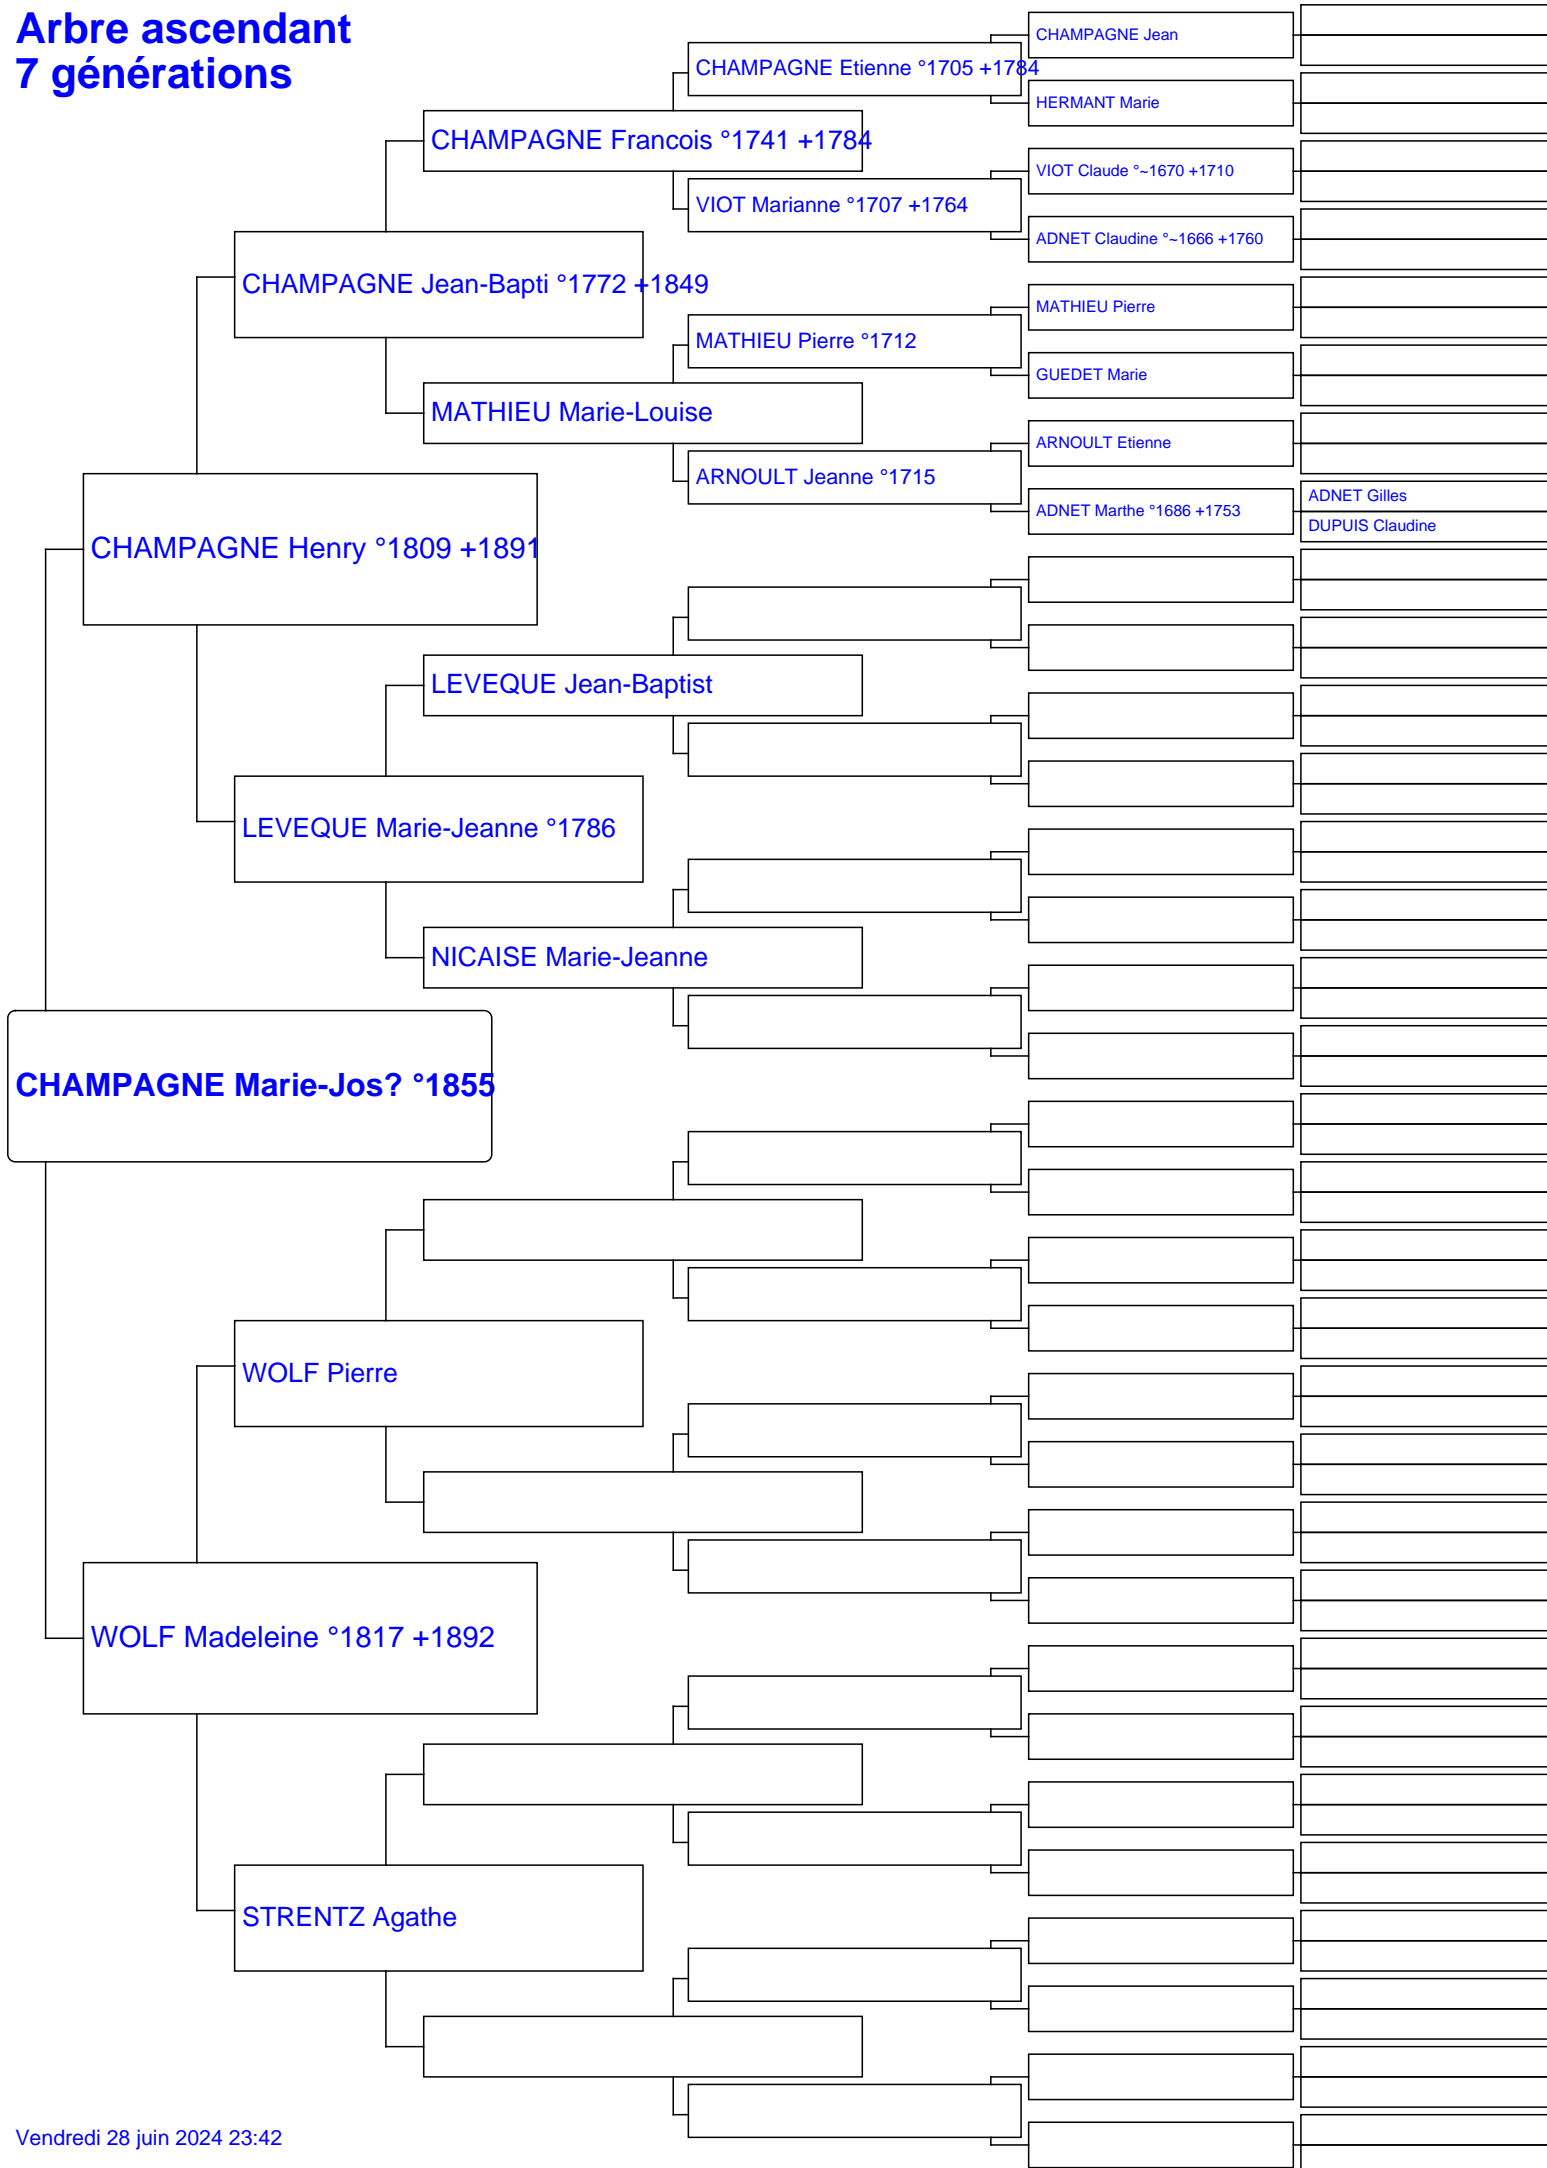 Arbre ascendant
7 générations
CHAMPAGNE Jean
CHAMPAGNE Etienne °1705 +1784
HERMANT Marie
CHAMPAGNE Francois °1741 +1784
VIOT Claude °~1670 +1710
VIOT Marianne °1707 +1764
ADNET Claudine °~1666 +1760
CHAMPAGNE Jean-Bapti °1772 +1849
MATHIEU Pierre
MATHIEU Pierre °1712
GUEDET Marie
MATHIEU Marie-Louise
ARNOULT Etienne
ARNOULT Jeanne °1715
ADNET Gilles
ADNET Marthe °1686 +1753
DUPUIS Claudine
CHAMPAGNE Henry °1809 +1891
LEVEQUE Jean-Baptist
LEVEQUE Marie-Jeanne °1786
NICAISE Marie-Jeanne
CHAMPAGNE Marie-Jos? °1855
WOLF Pierre
WOLF Madeleine °1817 +1892
STRENTZ Agathe
Vendredi 28 juin 2024 23:42